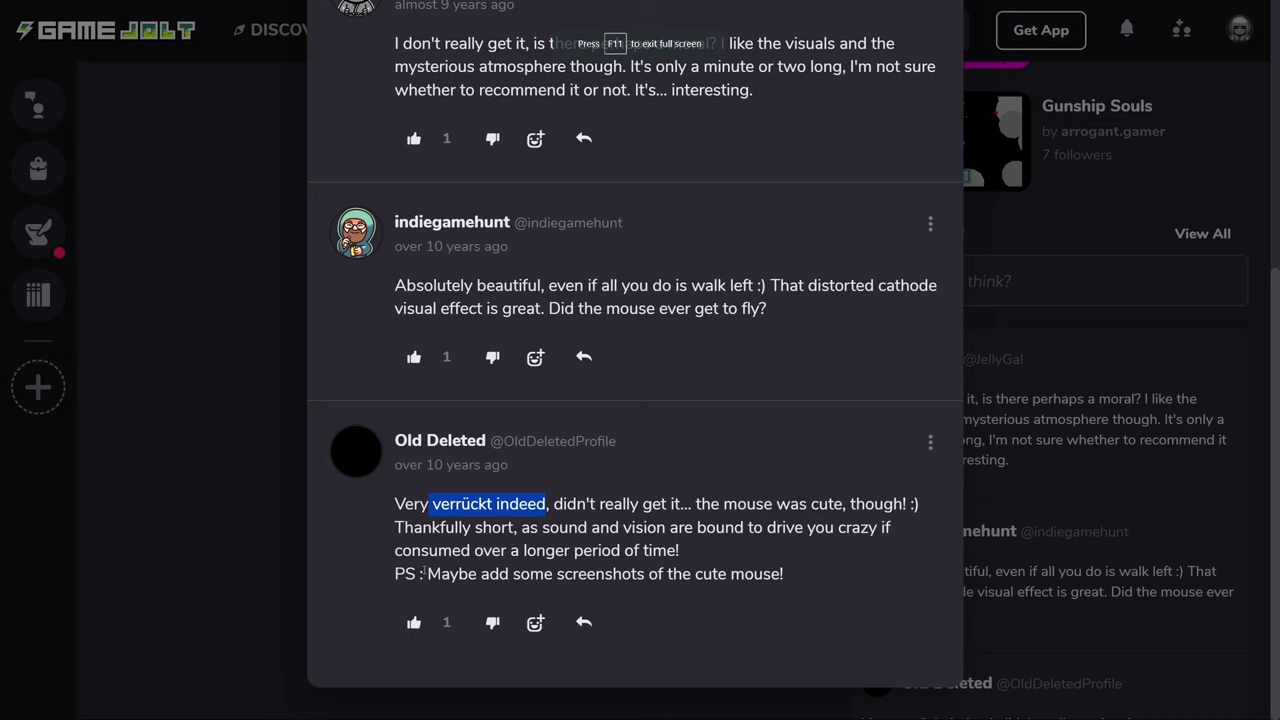 almost 9 years ago
GAME JOLT
DISCO
Get App
Press F11 to exit full screen
I don't really get it, is there perhaps a moral? I like the visuals and the
mysterious atmosphere though. It's only a minute or two long, I'm not sure
whether to recommend it or not. It's... interesting.
1
Gunship Souls
by arrogant.gamer
7 followers
indiegamehunt @indiegamehunt
over 10 years ago
View All
Absolutely beautiful, even if all you do is walk left :) That distorted cathode
visual effect is great. Did the mouse ever get to fly?
think?
1
@JellyGal
it, is there perhaps a moral? I like the
mysterious atmosphere though. It's only a
ong, I'm not sure whether to recommend it
resting.
Old Deleted @OldDeletedProfile
over 10 years ago
Very verrückt indeed, didn't really get it... the mouse was cute, though! :)
Thankfully short, as sound and vision are bound to drive you crazy if
consumed over a longer period of time!
PS : Maybe add some screenshots of the cute mouse!
1
mehunt @indiegamehunt
tiful, even if all you do is walk left :) That
e visual effect is great. Did the mouse ever
Old Deleted @OldDeletedProfile